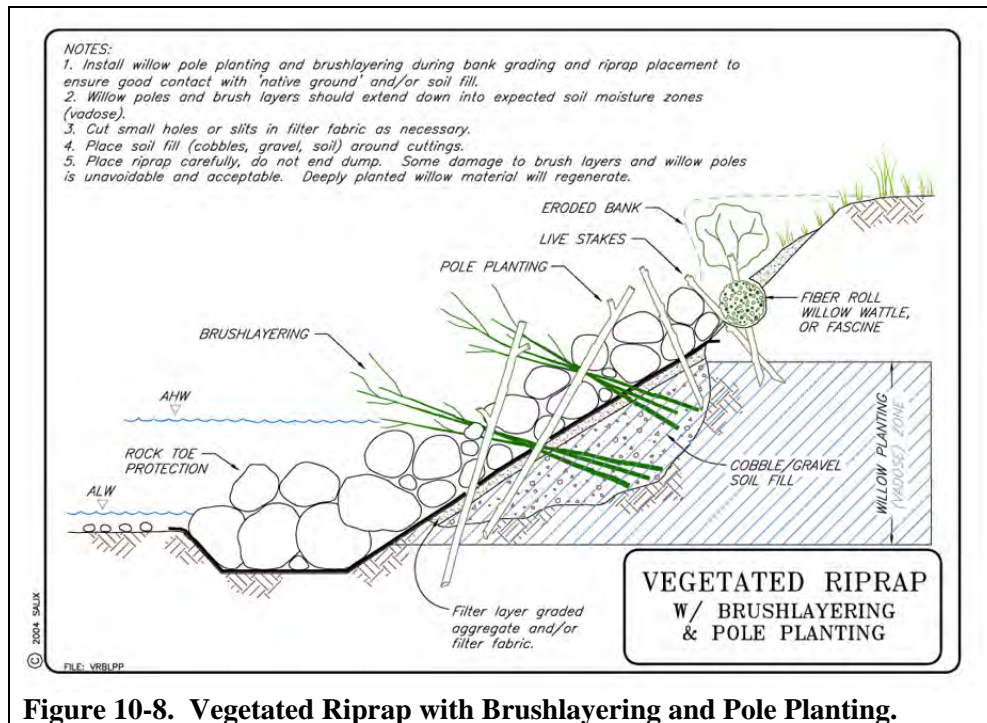 NOTES:
1. Install willow pole planting and brushlayering during bank grading and riprap placement to
ensure good contact with 'native ground' and/or soil fill.
2. Willow poles and brush layers should extend down into expected soil moisture zones
(vadose).
3. Cut small holes or slits in filter fabric as necessary.
4. Place soil fill (cobbles, gravel, soil) around cuttings.
5. Place riprap carefully, do not end dump. Some damage to brush layers and willow poles
is unavoidable and acceptable. Deeply planted willow material will regenerate.
ERODED BANK
LIVE STAKES
POLE PLANTING
FIBER ROLL
WILLOW WATTLE,
OR FASCINE
BRUSHLAYERING
AHW
ROCK TOE
PROTECTION
ALW
COBBLE/GRAVEL
SOIL FILL
WILLOW PLANTING
(VADOSE) ZONE
Filter layer graded
aggregate and/or
filter fabric.
VEGETATED RIPRAP
W/ BRUSHLAYERING
& POLE PLANTING
© 2004 SALIX
FILE: VRBLPP
Figure 10-8. Vegetated Riprap with Brushlayering and Pole Planting.